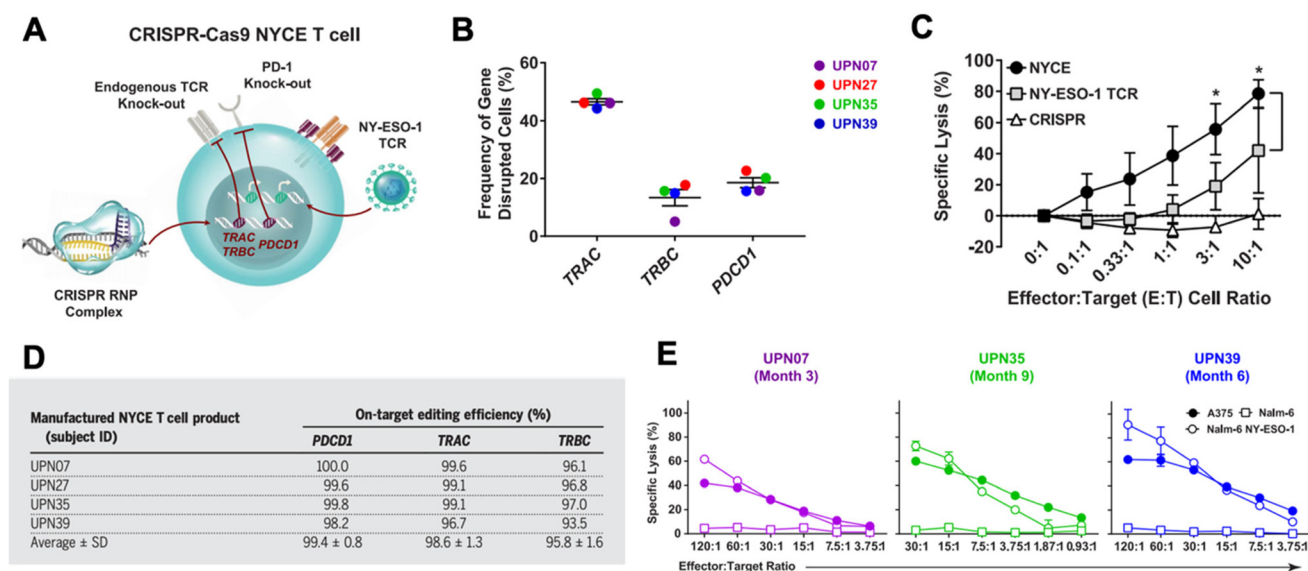 A
CRISPR-Cas9 NYCE T cell
Endogenous TCR
Knock-out
PD-1
Knock-out
NY-ESO-1
TCR
TRAC
TRBC
PDCD1
CRISPR RNP
Complex
B
Frequency of Gene
Disrupted Cells (%)
60
40
20
0
TRAC
TRBC
PDCD1
UPN07
UPN27
UPN35
UPN39
C
Specific Lysis (%)
100
80
60
40
20
0
-20
NYCE
NY-ESO-1 TCR
CRISPR
*
*
0:1
0.1:1
0.33:1
1:1
3:1
10:1
Effector:Target (E:T) Cell Ratio
D
Manufactured NYCE T cell product
(subject ID)
On-target editing efficiency (%)
PDCD1 TRAC TRBC
UPN07 100.0 99.6 96.1
UPN27 99.6 99.1 96.8
UPN35 99.8 99.1 97.0
UPN39 98.2 96.7 93.5
Average ± SD 99.4 ± 0.8 98.6 ± 1.3 95.8 ± 1.6
E
UPN07
(Month 3)
UPN35
(Month 9)
UPN39
(Month 6)
Specific Lysis (%)
100
80
60
40
20
0
A375
Nalm-6
Nalm-6 NY-ESO-1
120:1 60:1 30:1 15:1 7.5:1 3.75:1
30:1 15:1 7.5:1 3.75:1 1.87:1 0.93:1
120:1 60:1 30:1 15:1 7.5:1 3.75:1
Effector:Target Ratio